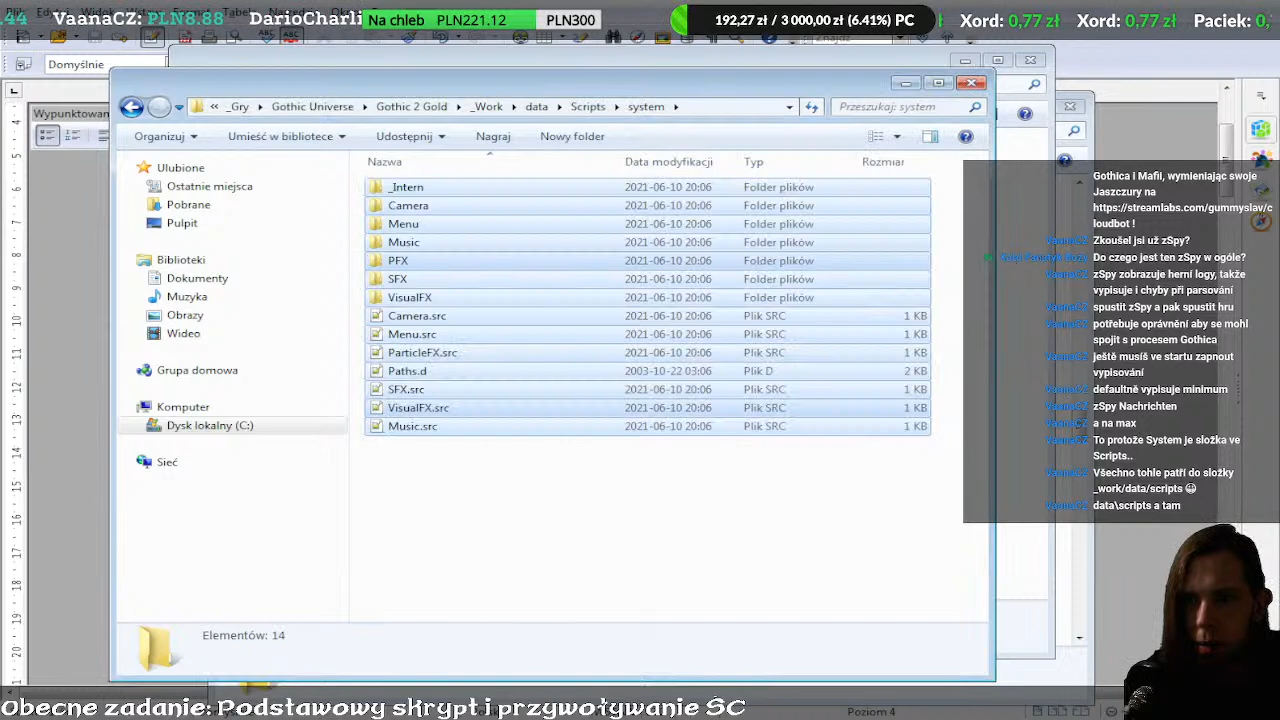 .44 VaanaCZ: PLN8.88 DarioCharli
Na chleb PLN221.12 PLN300
192,27 zł / 3 000,00 zł (6.41%) PC
Xord: 0,77 zł Xord: 0,77 zł Paciek: 0,
Domyślnie
Wypunktowan
« _Gry Gothic Universe Gothic 2 Gold _Work data Scripts system
Przeszukaj: system
Organizuj Umieść w bibliotece Udostępnij Nagraj Nowy folder
Nazwa Data modyfikacji Typ Rozmiar
Ulubione
Ostatnie miejsca
Pobrane
Pulpit
Biblioteki
Dokumenty
Muzyka
Obrazy
Wideo
Grupa domowa
Komputer
Dysk lokalny (C:)
Sieć
_Intern 2021-06-10 20:06 Folder plików
Camera 2021-06-10 20:06 Folder plików
Menu 2021-06-10 20:06 Folder plików
Music 2021-06-10 20:06 Folder plików
PFX 2021-06-10 20:06 Folder plików
SFX 2021-06-10 20:06 Folder plików
VisualFX 2021-06-10 20:06 Folder plików
Camera.src 2021-06-10 20:06 Plik SRC 1 KB
Menu.src 2021-06-10 20:06 Plik SRC 1 KB
ParticleFX.src 2021-06-10 20:06 Plik SRC 1 KB
Paths.d 2003-10-22 03:06 Plik D 2 KB
SFX.src 2021-06-10 20:06 Plik SRC 1 KB
VisualFX.src 2021-06-10 20:06 Plik SRC 1 KB
Music.src 2021-06-10 20:06 Plik SRC 1 KB
Elementów: 14
Gothica i Mafii, wymieniając swoje
Jaszczury na
https://streamlabs.com/gummyslav/c
loudbot !
VaanaCZ Zkoušel jsi už zSpy?
Do czego jest ten zSpy w ogóle?
VaanaCZ zSpy zobrazuje herní logy, takže
vypisuje i chyby při parsování
VaanaCZ spustit zSpy a pak spustit hru
VaanaCZ potřebuje oprávnění aby se mohl
spojit s procesem Gothica
VaanaCZ ještě musíš ve startu zapnout
vypisování
VaanaCZ defaultně vypisuje minimum
VaanaCZ zSpy Nachrichten
VaanaCZ a na max
VaanaCZ To protože System je složka ve
Scripts..
VaanaCZ Všechno tohle patří do složky
_work/data/scripts 😀
VaanaCZ data\scripts a tam
Obecne zadanie: Podstawowy skrypt i przywoływanie SC
Poziom 4